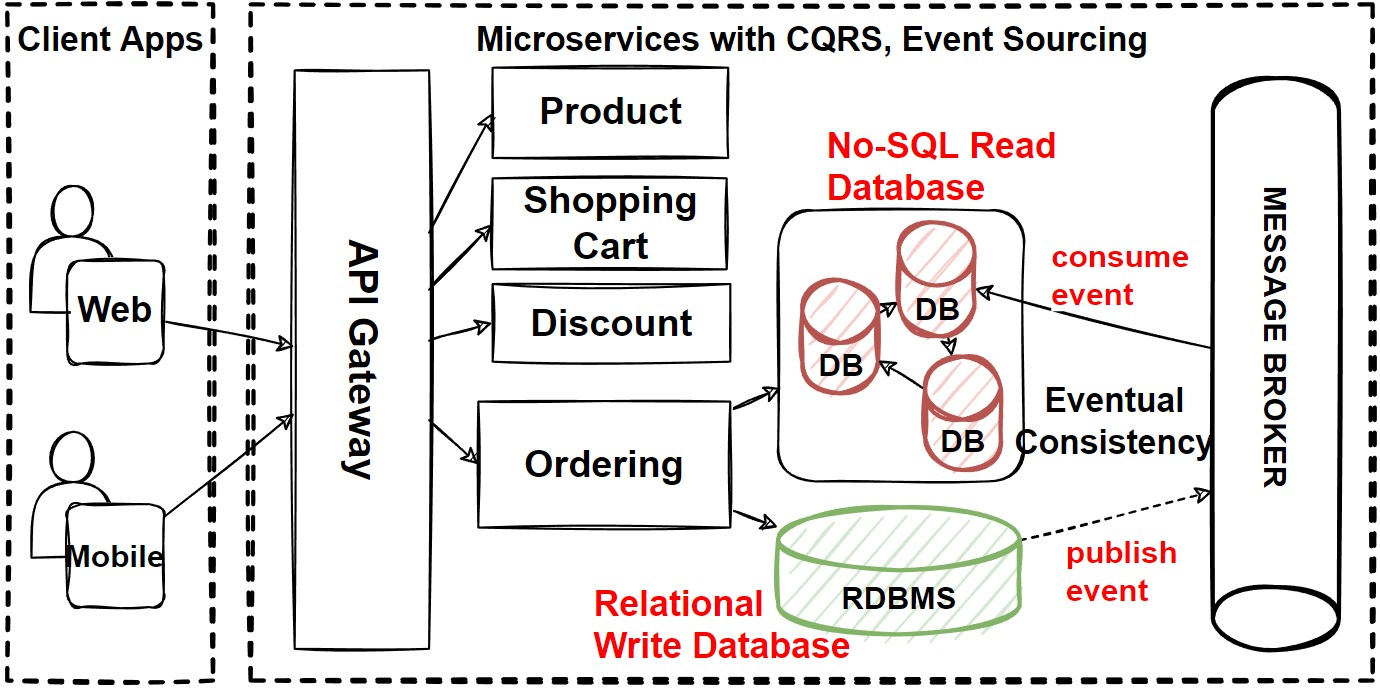 Client Apps
Microservices with CQRS, Event Sourcing
Web
Mobile
API Gateway
Product
Shopping
Cart
Discount
Ordering
No-SQL Read
Database
DB
DB
DB
consume
event
Eventual
Consistency
publish
event
RDBMS
Relational
Write Database
MESSAGE BROKER